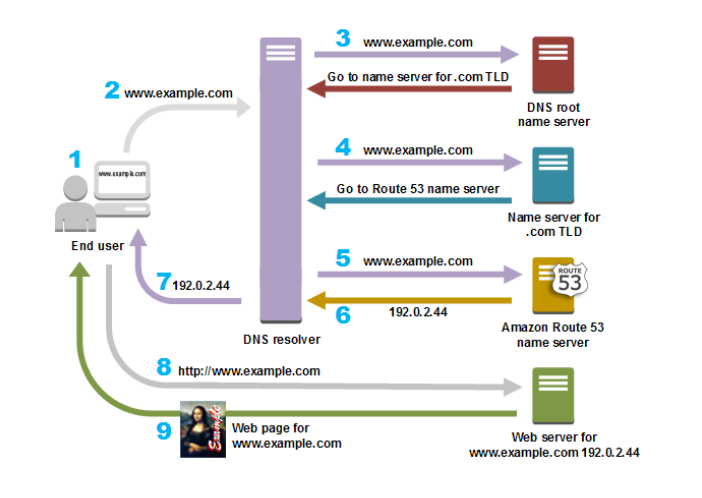 3 www.example.com
Go to name server for .com TLD
DNS root
name server
2 www.example.com
1
www.example.com
End user
4 www.example.com
Go to Route 53 name server
Name server for
.com TLD
5 www.example.com
ROUTE
53
6 192.0.2.44
Amazon Route 53
name server
7 192.0.2.44
DNS resolver
8 http://www.example.com
9
Example
Web page for
www.example.com
Web server for
www.example.com 192.0.2.44